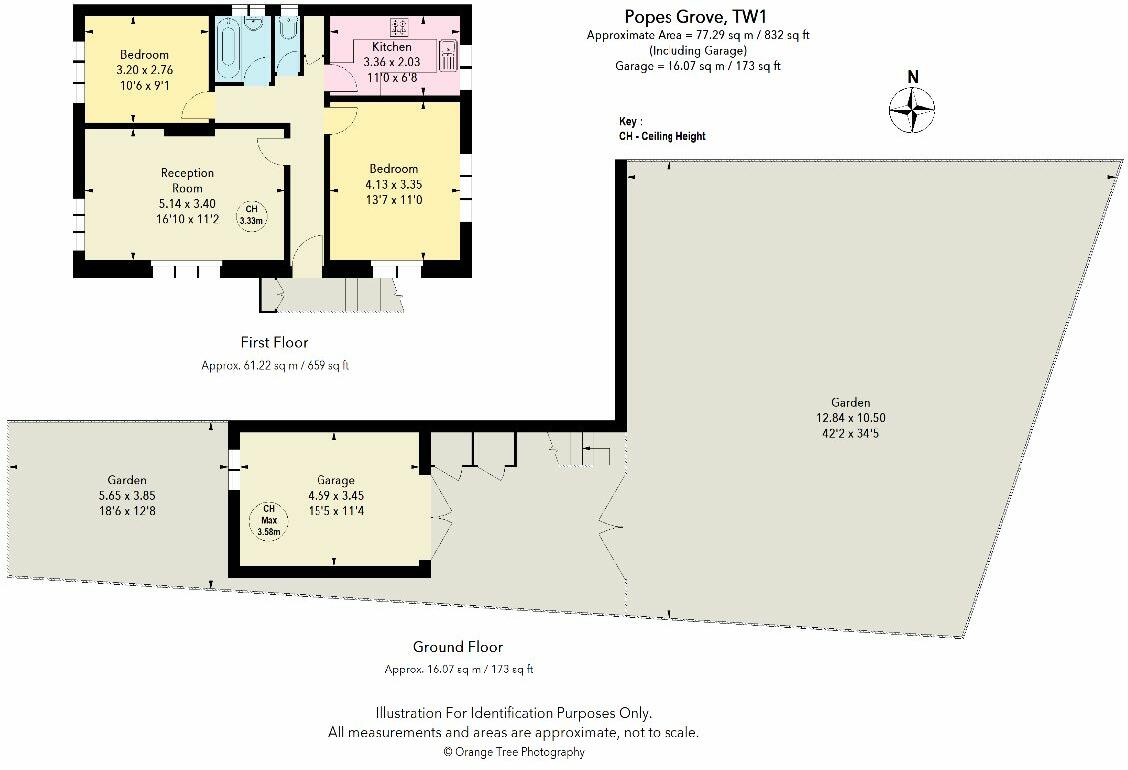 Popes Grove, TW1
Approximate Area = 77.29 sq m / 832 sq ft
(Including Garage)
Garage = 16.07 sq m / 173 sq ft
N
Key :
CH - Ceiling Height
Bedroom
3.20 x 2.76
10'6 x 9'1
Kitchen
3.36 x 2.03
11'0 x 6'8
Reception
Room
5.14 x 3.40
16'10 x 11'2
CH
3.33m
Bedroom
4.13 x 3.35
13'7 x 11'0
First Floor
Approx. 61.22 sq m / 659 sq ft
Garden
12.84 x 10.50
42'2 x 34'5
Garden
5.65 x 3.85
18'6 x 12'8
Garage
4.69 x 3.45
15'5 x 11'4
CH
Max
3.58m
Ground Floor
Approx. 16.07 sq m / 173 sq ft
Illustration For Identification Purposes Only.
All measurements and areas are approximate, not to scale.
© Orange Tree Photography